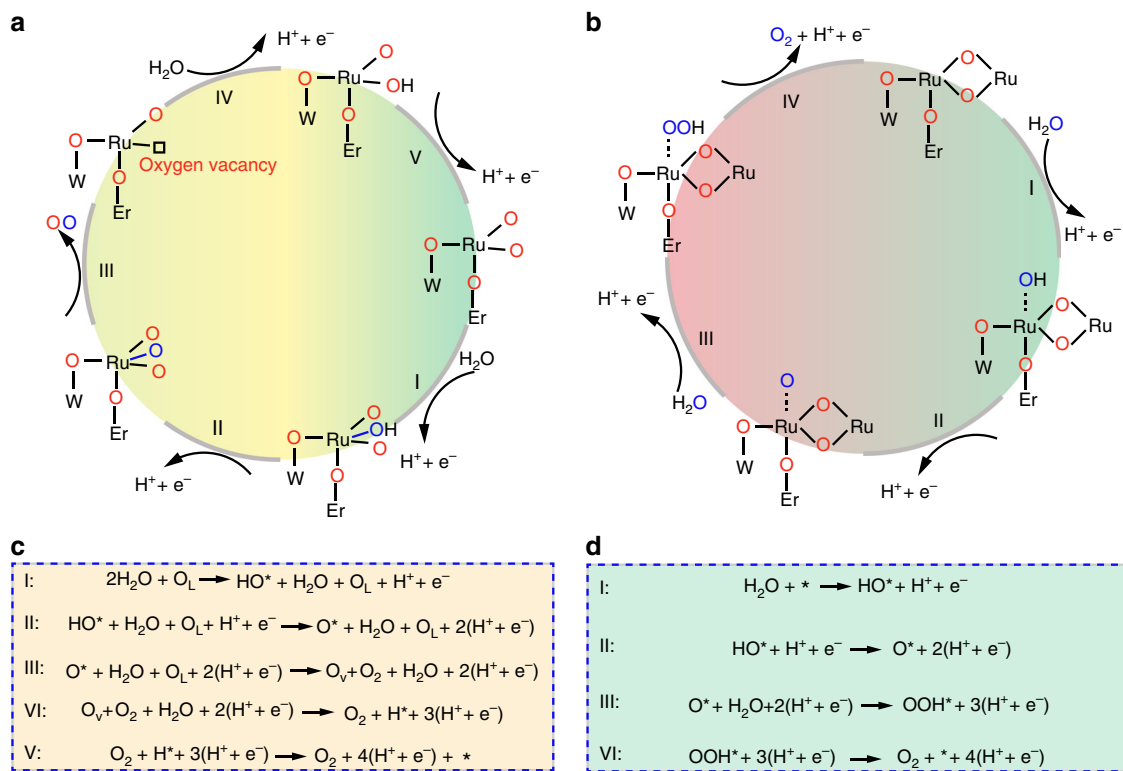 a
H₂O
H⁺+ e⁻
IV
O
Ru
OH
O
W
O
Er
V
H⁺+ e⁻
O
Ru
Oxygen vacancy
O
W
O
Er
O
Ru
O
O
W
O
Er
OO
III
I
H₂O
H⁺+ e⁻
O
Ru
O
O
O
W
O
Er
II
H⁺+ e⁻
O
Ru
O
OH
O
W
O
Er
b
O₂ + H⁺+ e⁻
IV
O
Ru
O
O
Ru
W
O
Er
H₂O
I
H⁺+ e⁻
OOH
O
Ru
O
O
Ru
W
O
Er
OH
O
Ru
O
O
Ru
W
O
Er
H⁺+ e⁻
III
H₂O
II
H⁺+ e⁻
O
O
Ru
O
O
Ru
W
O
Er
c
I: 2H₂O + O_L → HO* + H₂O + O_L + H⁺+ e⁻
II: HO* + H₂O + O_L+ H⁺+ e⁻ → O* + H₂O + O_L+ 2(H⁺+ e⁻)
III: O* + H₂O + O_L+ 2(H⁺+ e⁻) → Oᵥ+O₂ + H₂O + 2(H⁺+ e⁻)
VI: Oᵥ+O₂ + H₂O + 2(H⁺+ e⁻) → O₂ + H* + 3(H⁺+ e⁻)
V: O₂ + H* + 3(H⁺+ e⁻) → O₂ + 4(H⁺+ e⁻) + *
d
I: H₂O + * → HO* + H⁺+ e⁻
II: HO* + H⁺+ e⁻ → O* + 2(H⁺+ e⁻)
III: O* + H₂O+2(H⁺+ e⁻) → OOH* + 3(H⁺+ e⁻)
VI: OOH* + 3(H⁺+ e⁻) → O₂ + * + 4(H⁺+ e⁻)